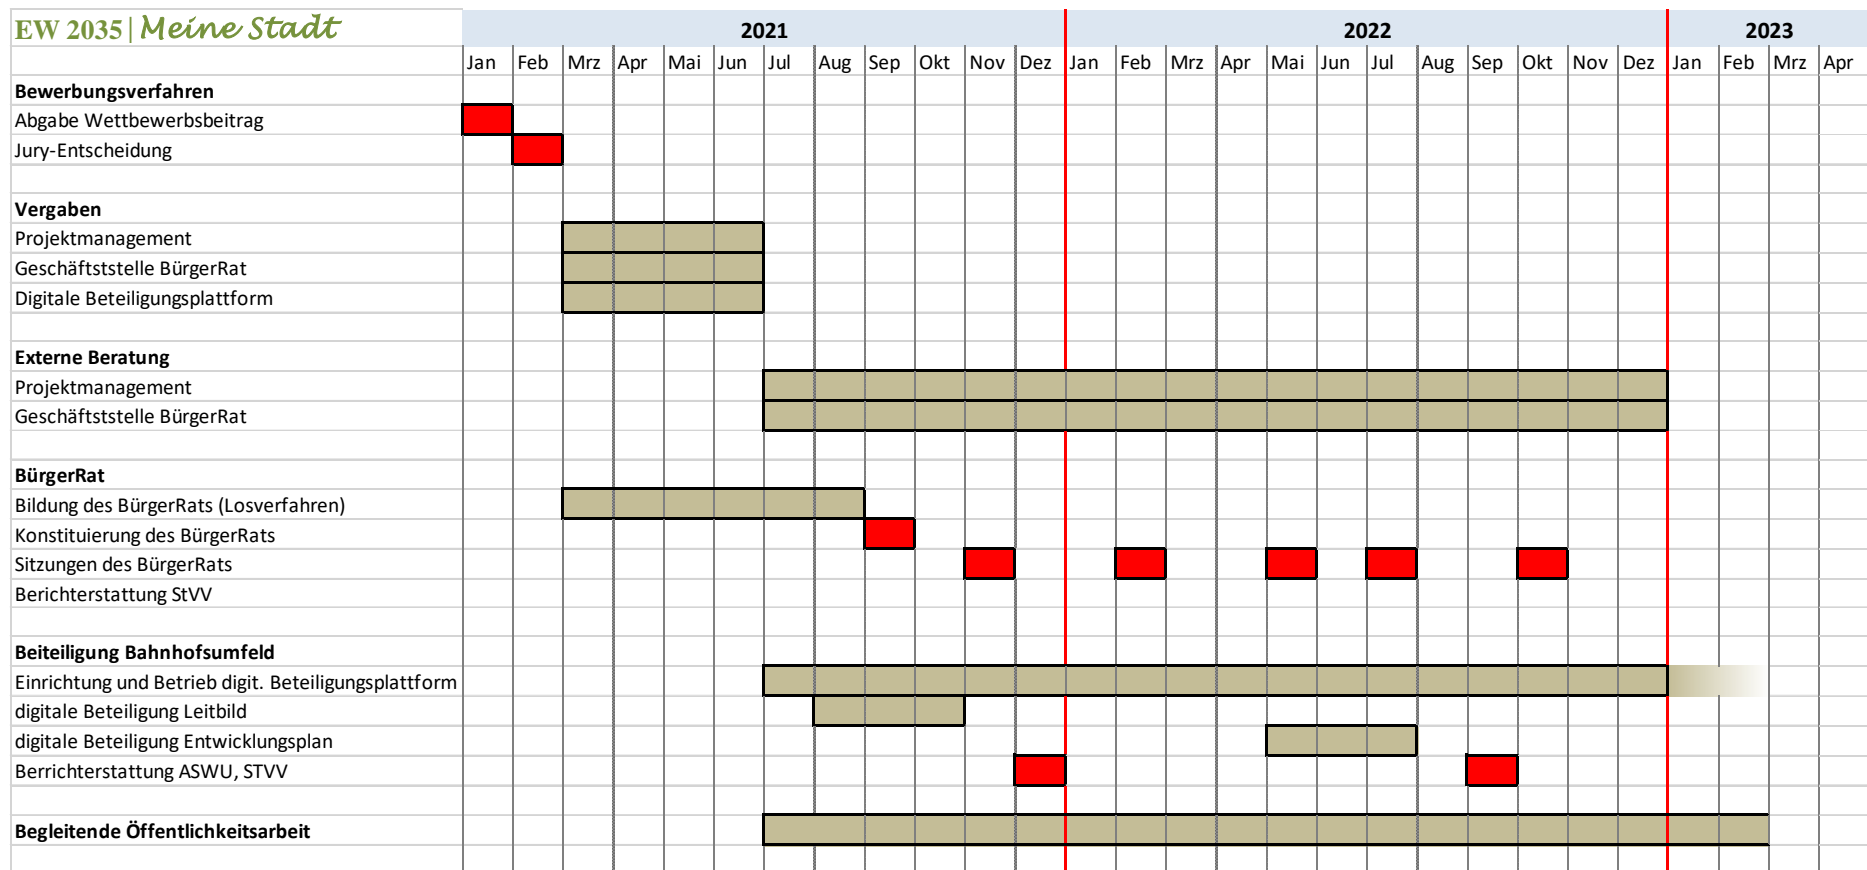 EW 2035 | Meine Stadt 2021 2022 2023
Jan Feb Mrz Apr Mai Jun Jul Aug Sep Okt Nov Dez Jan Feb Mrz Apr Mai Jun Jul Aug Sep Okt Nov Dez Jan Feb Mrz Apr
Bewerbungsverfahren
Abgabe Wettbewerbsbeitrag
Jury-Entscheidung
Vergaben
Projektmanagement
Geschäftststelle BürgerRat
Digitale Beteiligungsplattform
Externe Beratung
Projektmanagement
Geschäftststelle BürgerRat
BürgerRat
Bildung des BürgerRats (Losverfahren)
Konstituierung des BürgerRats
Sitzungen des BürgerRats
Berichterstattung StVV
Beiteiligung Bahnhofsumfeld
Einrichtung und Betrieb digit. Beteiligungsplattform
digitale Beteiligung Leitbild
digitale Beteiligung Entwicklungsplan
Berrichterstattung ASWU, STVV
Begleitende Öffentlichkeitsarbeit